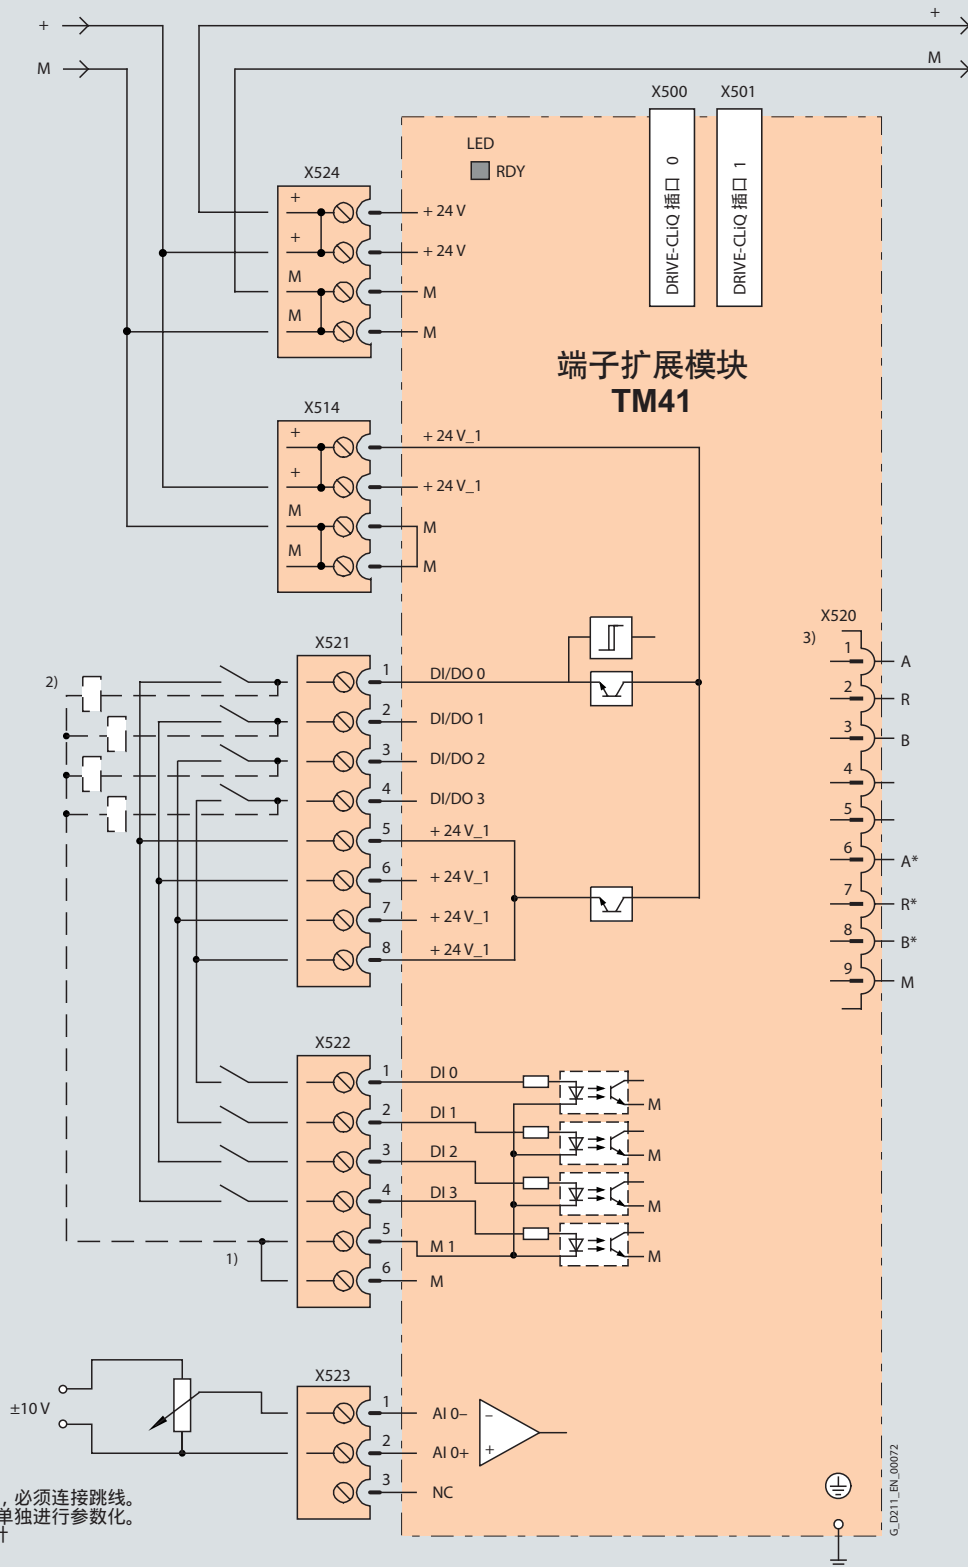 +
+
M
M
X500
X501
LED
RDY
DRIVE-CLiQ 插口 0
DRIVE-CLiQ 插口 1
X524
+
+ 24 V
+
+ 24 V
M
M
M
M
端子扩展模块
TM41
X514
+
+ 24 V_1
+
+ 24 V_1
M
M
M
M
X521
2)
1
DI/DO 0
2
DI/DO 1
3
DI/DO 2
4
DI/DO 3
5
+ 24 V_1
6
+ 24 V_1
7
+ 24 V_1
8
+ 24 V_1
X520
3)
1
A
2
R
3
B
4
5
6
A*
7
R*
8
B*
9
M
X522
1
DI 0
M
2
DI 1
M
3
DI 2
M
4
DI 3
M
5
M 1
1)
6
M
X523
±10 V
1
AI 0–
–
2
AI 0+
+
3
NC
, 必须连接跳线。
单独进行参数化。
G_D211_EN_00072